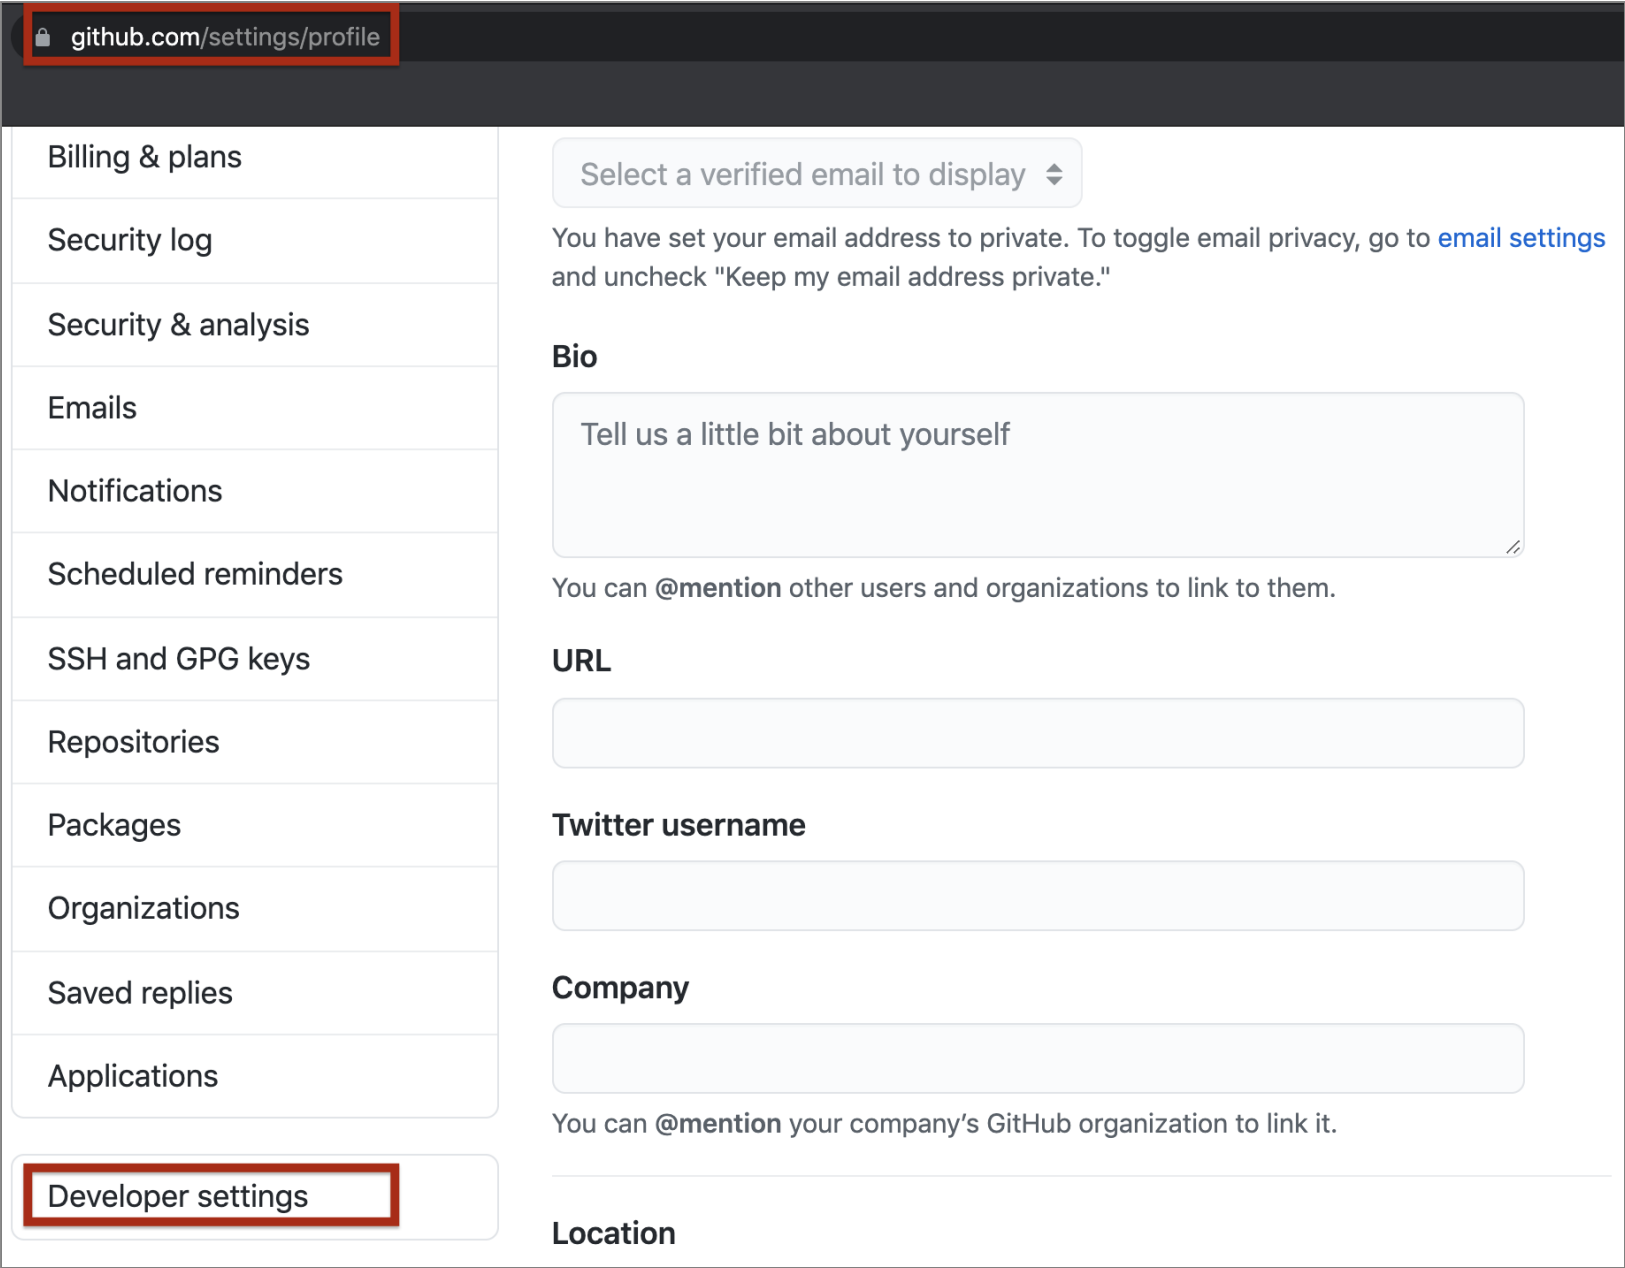 github.com/settings/profile
Billing & plans
Security log
Security & analysis
Emails
Notifications
Scheduled reminders
SSH and GPG keys
Repositories
Packages
Organizations
Saved replies
Applications
Developer settings
Select a verified email to display
You have set your email address to private. To toggle email privacy, go to email settings
and uncheck "Keep my email address private."
Bio
Tell us a little bit about yourself
You can @mention other users and organizations to link to them.
URL
Twitter username
Company
You can @mention your company’s GitHub organization to link it.
Location